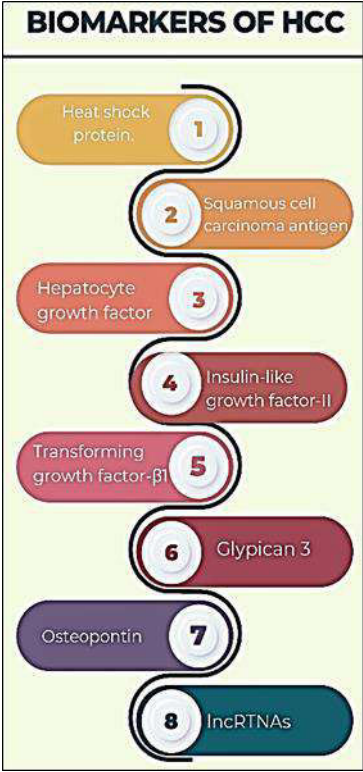 BIOMARKERS OF HCC
1
Heat shock
protein.
2
Squamous cell
carcinoma antigen
3
Hepatocyte
growth factor
4
Insulin-like
growth factor-II
5
Transforming
growth factor-β1
6
Glypican 3
7
Osteopontin
8
lncRTNAs